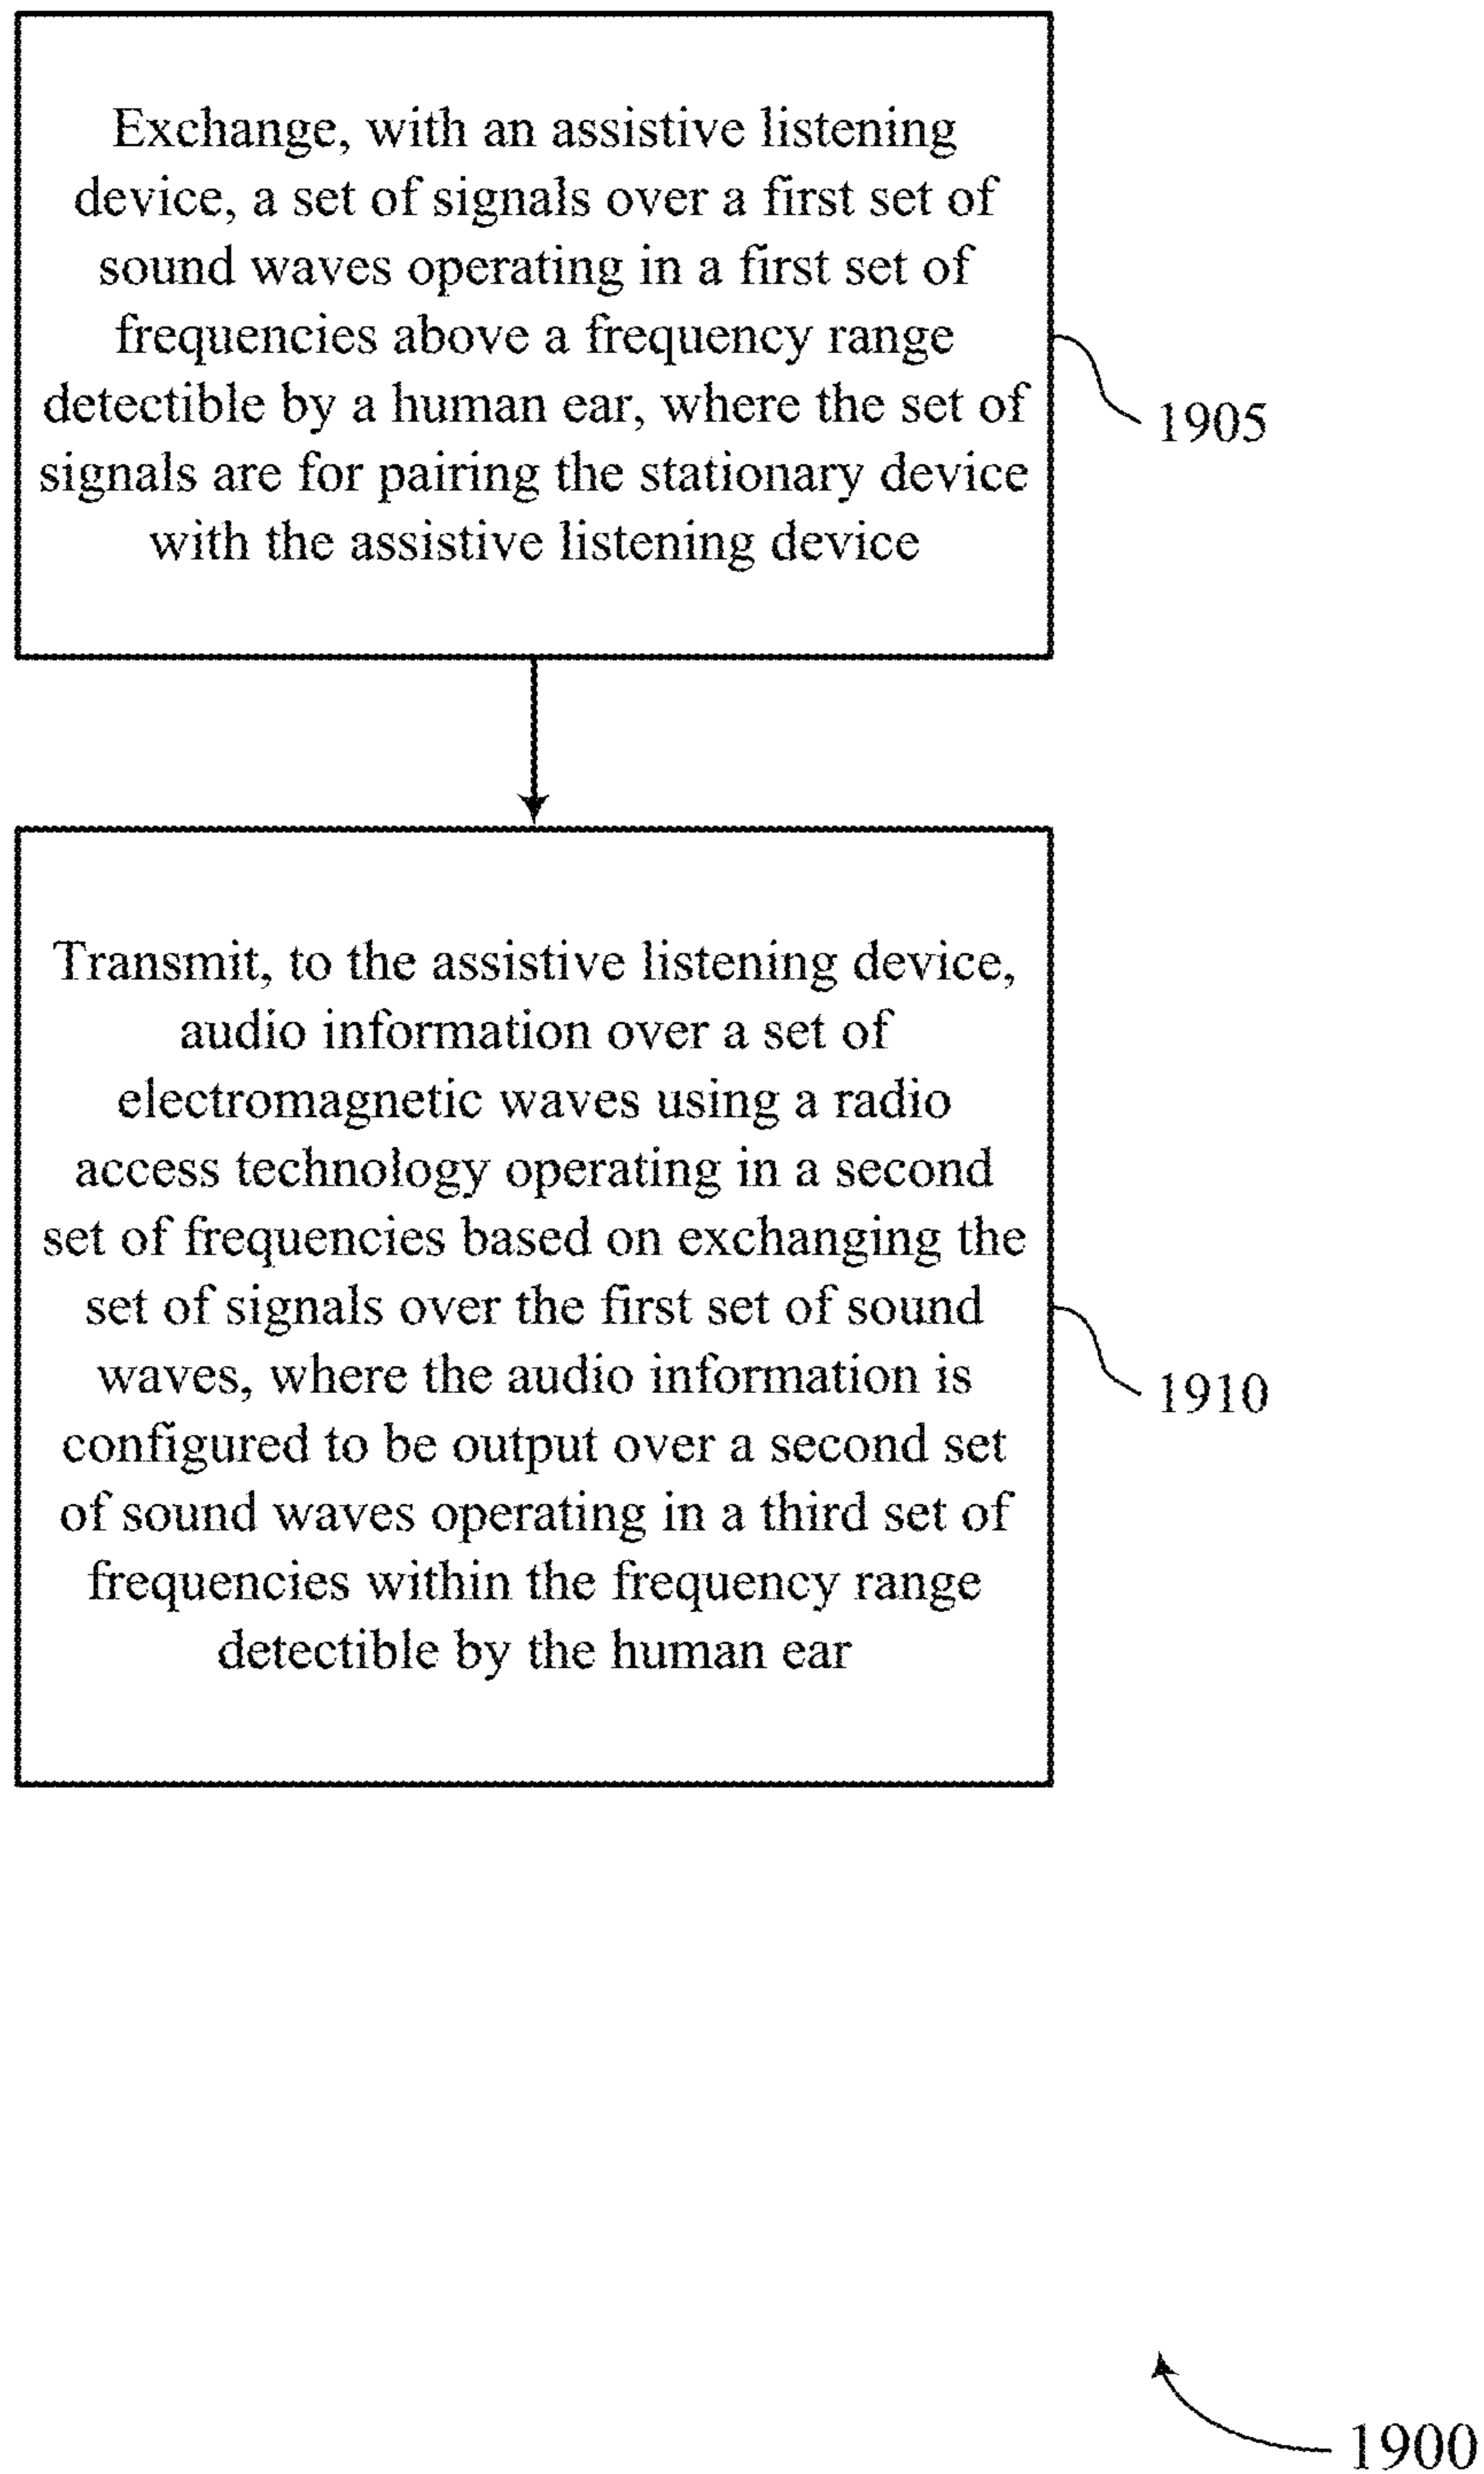 Exchange, with an assistive listening
device, a set of signals over a first set of
sound waves operating in a first set of
frequencies above a frequency range
detectible by a human ear, where the set of
signals are for pairing the stationary device
with the assistive listening device
1905
Transmit, to the assistive listening device,
audio information over a set of
electromagnetic waves using a radio
access technology operating in a second
set of frequencies based on exchanging the
set of signals over the first set of sound
waves, where the audio information is
configured to be output over a second set
of sound waves operating in a third set of
frequencies within the frequency range
detectible by the human ear
1910
1900